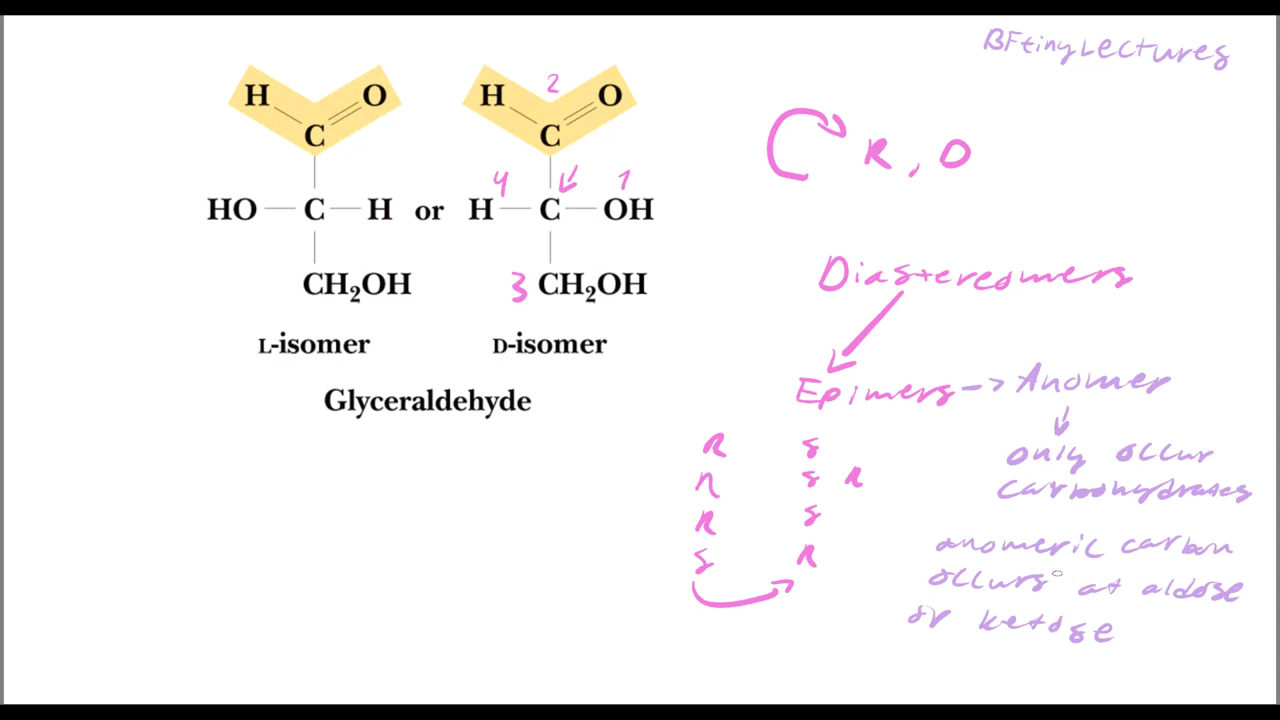 BFtinyLectures
H O H 2 O
C C
R, D
4 1
HO C H or H C OH
CH2OH 3 CH2OH
Diastereomers
L-isomer D-isomer
Glyceraldehyde
Epimers -> Anomer
R S
only occur
R S R
carbohydrates
R S
S R
anomeric carbon
occurs at aldose
or ketose